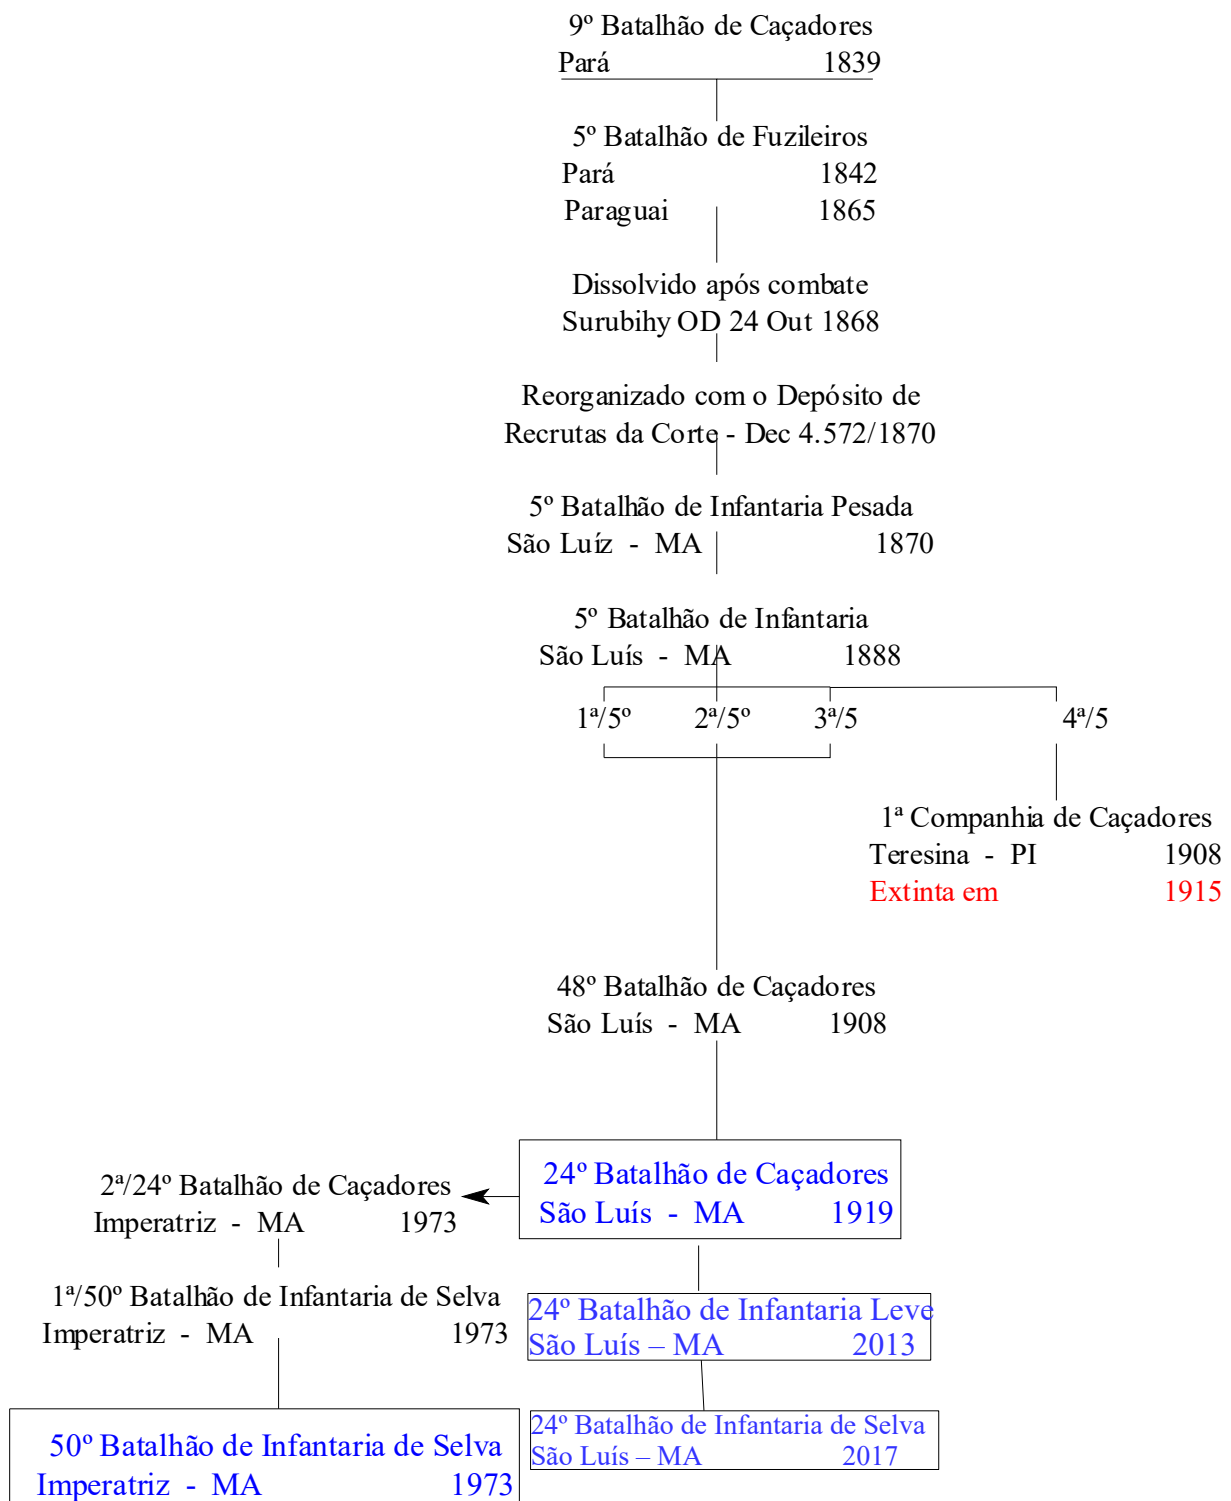 9º Batalhão de Caçadores
Pará 1839
5º Batalhão de Fuzileiros
Pará 1842
Paraguai 1865
Dissolvido após combate
Surubihy OD 24 Out 1868
Reorganizado com o Depósito de
Recrutas da Corte - Dec 4.572/1870
5º Batalhão de Infantaria Pesada
São Luíz - MA 1870
5º Batalhão de Infantaria
São Luís - MA 1888
1ª/5º 2ª/5º 3ª/5 4ª/5
1ª Companhia de Caçadores
Teresina - PI 1908
Extinta em 1915
48º Batalhão de Caçadores
São Luís - MA 1908
24º Batalhão de Caçadores
São Luís - MA 1919
2ª/24º Batalhão de Caçadores
Imperatriz - MA 1973
1ª/50º Batalhão de Infantaria de Selva
Imperatriz - MA 1973
24º Batalhão de Infantaria Leve
São Luís – MA 2013
50º Batalhão de Infantaria de Selva
Imperatriz - MA 1973
24º Batalhão de Infantaria de Selva
São Luís – MA 2017